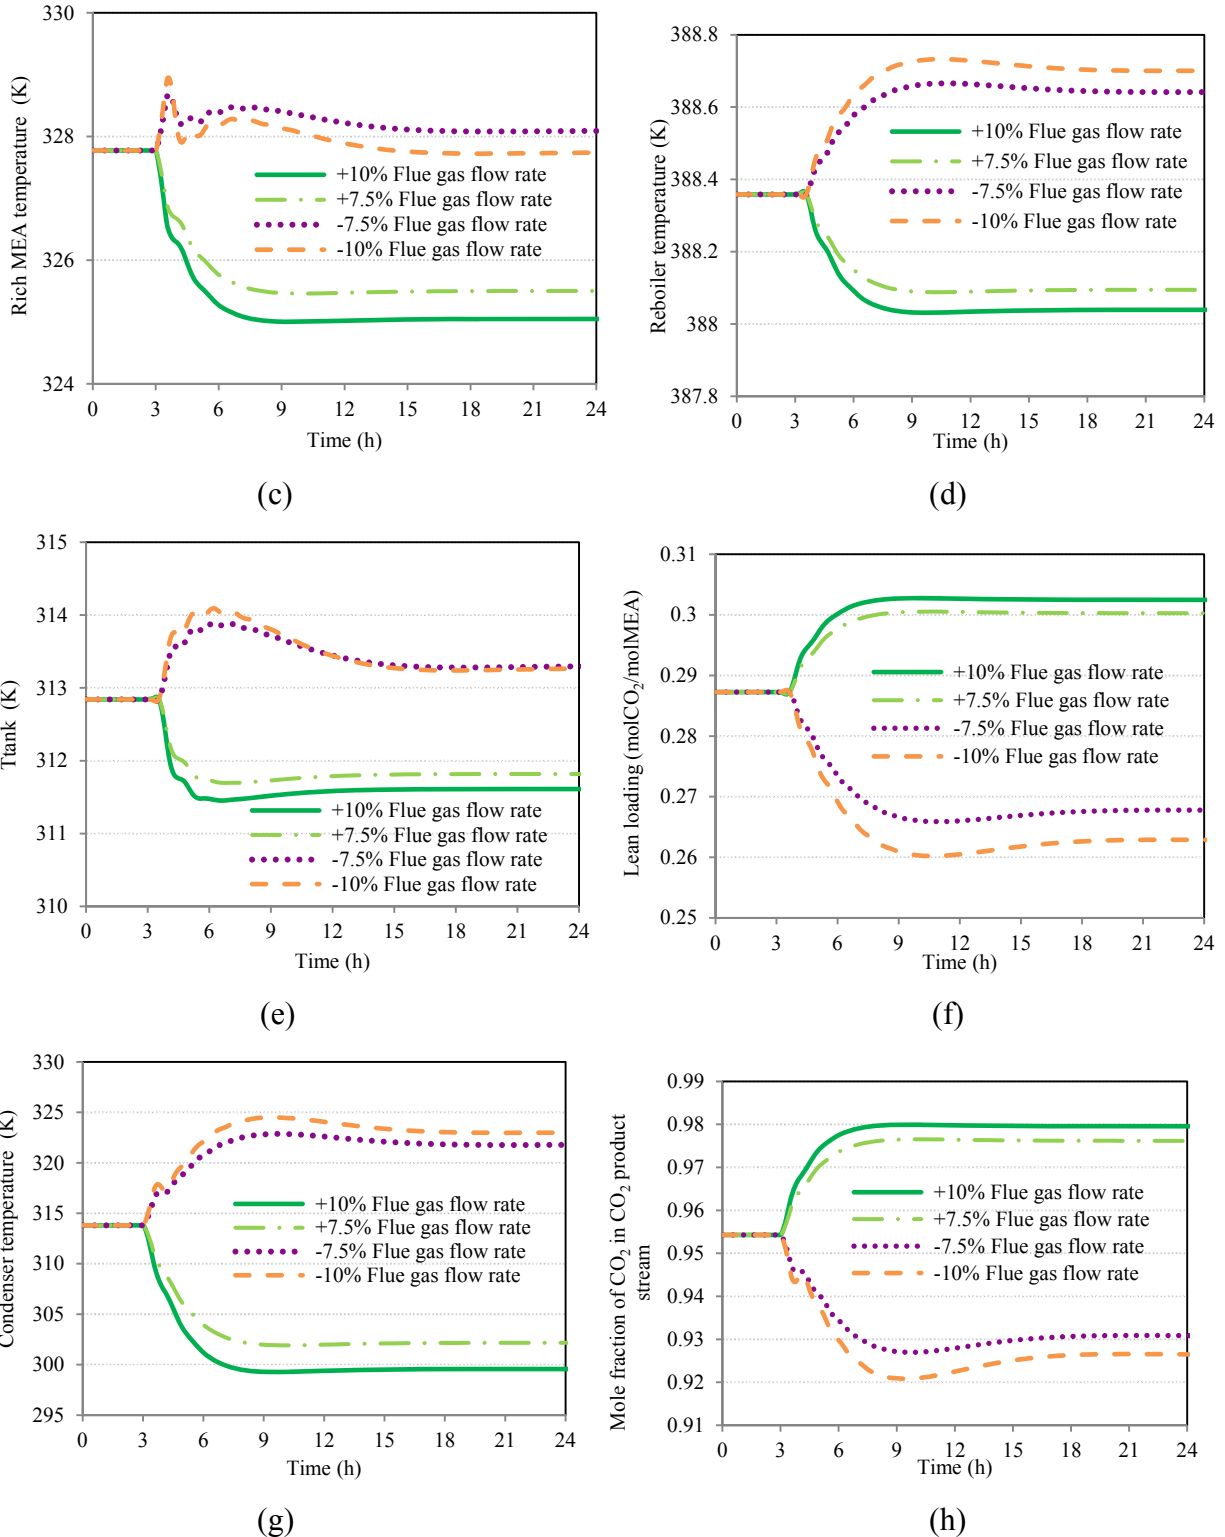 330
328
326
324
Rich MEA temperature (K)
+10% Flue gas flow rate
+7.5% Flue gas flow rate
-7.5% Flue gas flow rate
-10% Flue gas flow rate
0 3 6 9 12 15 18 21 24
Time (h)
(c)
388.8
388.6
388.4
388.2
388
387.8
Reboiler temperature (K)
+10% Flue gas flow rate
+7.5% Flue gas flow rate
-7.5% Flue gas flow rate
-10% Flue gas flow rate
0 3 6 9 12 15 18 21 24
Time (h)
(d)
315
314
313
312
311
310
Ttank (K)
+10% Flue gas flow rate
+7.5% Flue gas flow rate
-7.5% Flue gas flow rate
-10% Flue gas flow rate
0 3 6 9 12 15 18 21 24
Time (h)
(e)
0.31
0.3
0.29
0.28
0.27
0.26
0.25
Lean loading (molCO₂/molMEA)
+10% Flue gas flow rate
+7.5% Flue gas flow rate
-7.5% Flue gas flow rate
-10% Flue gas flow rate
0 3 6 9 12 15 18 21 24
Time (h)
(f)
330
325
320
315
310
305
300
295
Condenser temperature (K)
+10% Flue gas flow rate
+7.5% Flue gas flow rate
-7.5% Flue gas flow rate
-10% Flue gas flow rate
0 3 6 9 12 15 18 21 24
Time (h)
(g)
0.99
0.98
0.97
0.96
0.95
0.94
0.93
0.92
0.91
Mole fraction of CO₂ in CO₂ product
stream
+10% Flue gas flow rate
+7.5% Flue gas flow rate
-7.5% Flue gas flow rate
-10% Flue gas flow rate
0 3 6 9 12 15 18 21 24
Time (h)
(h)